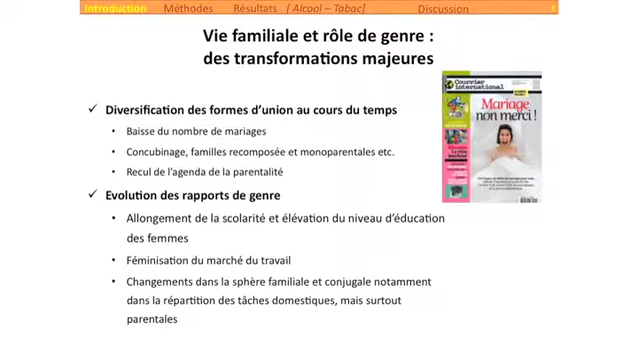 Introduction Méthodes Résultats [ Alcool – Tabac] Discussion
Vie familiale et rôle de genre :
des transformations majeures
✓ Diversification des formes d'union au cours du temps
• Baisse du nombre de mariages
• Concubinage, familles recomposée et monoparentales etc.
• Recul de l'agenda de la parentalité
✓ Evolution des rapports de genre
• Allongement de la scolarité et élévation du niveau d'éducation
des femmes
• Féminisation du marché du travail
• Changements dans la sphère familiale et conjugale notamment
dans la répartition des tâches domestiques, mais surtout
parentales
Courrier
international
Mariage
non merci !